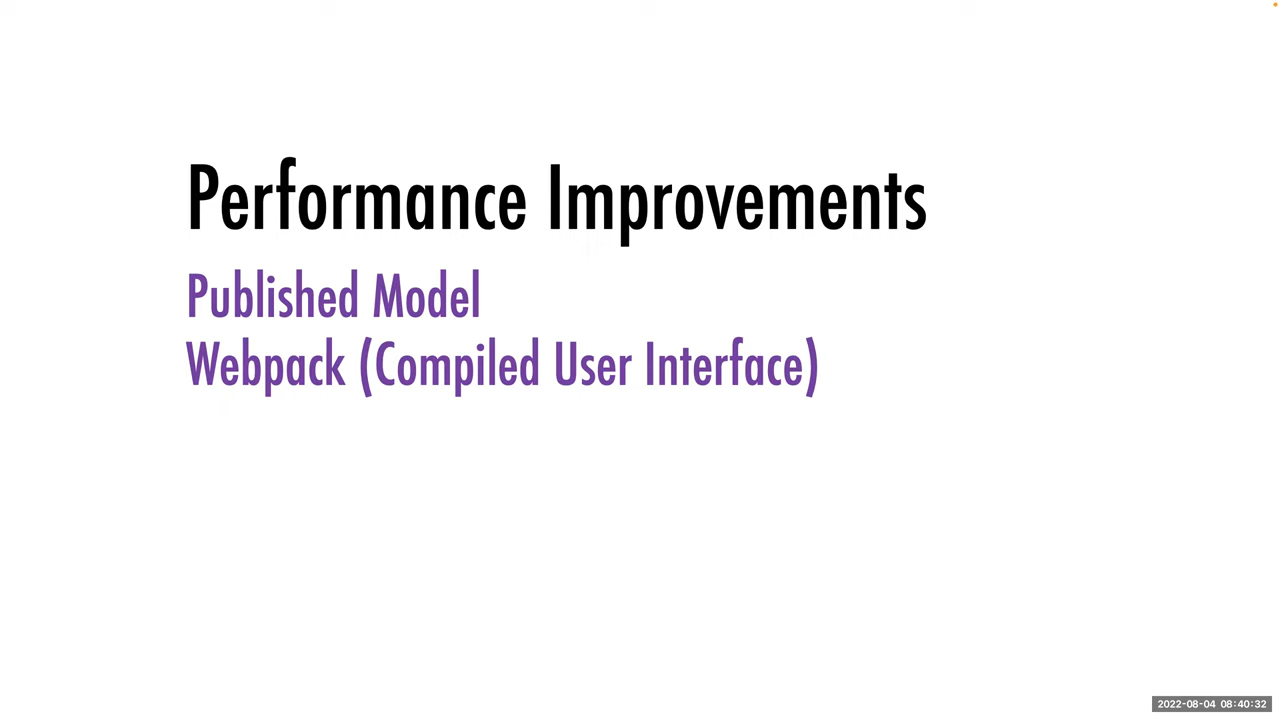 Performance Improvements
Published Model
Webpack (Compiled User Interface)
2022-08-04 08:40:32